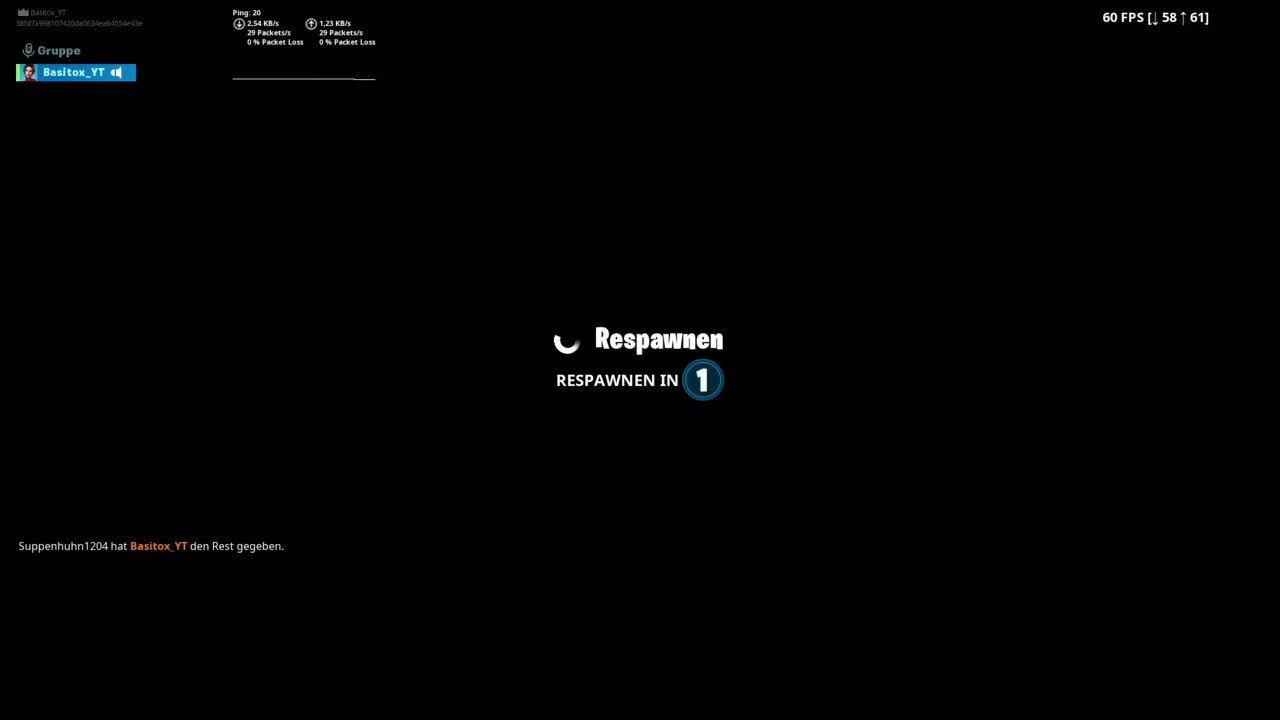 Basitox_YT
38fd7a998107420da0634ea64554e43e
Gruppe
Basitox_YT
Ping: 20
2,54 KB/s 1,23 KB/s
29 Packets/s 29 Packets/s
0 % Packet Loss 0 % Packet Loss
60 FPS [↓ 58 ↑ 61]
Respawnen
RESPAWNEN IN 1
Suppenhuhn1204 hat Basitox_YT den Rest gegeben.